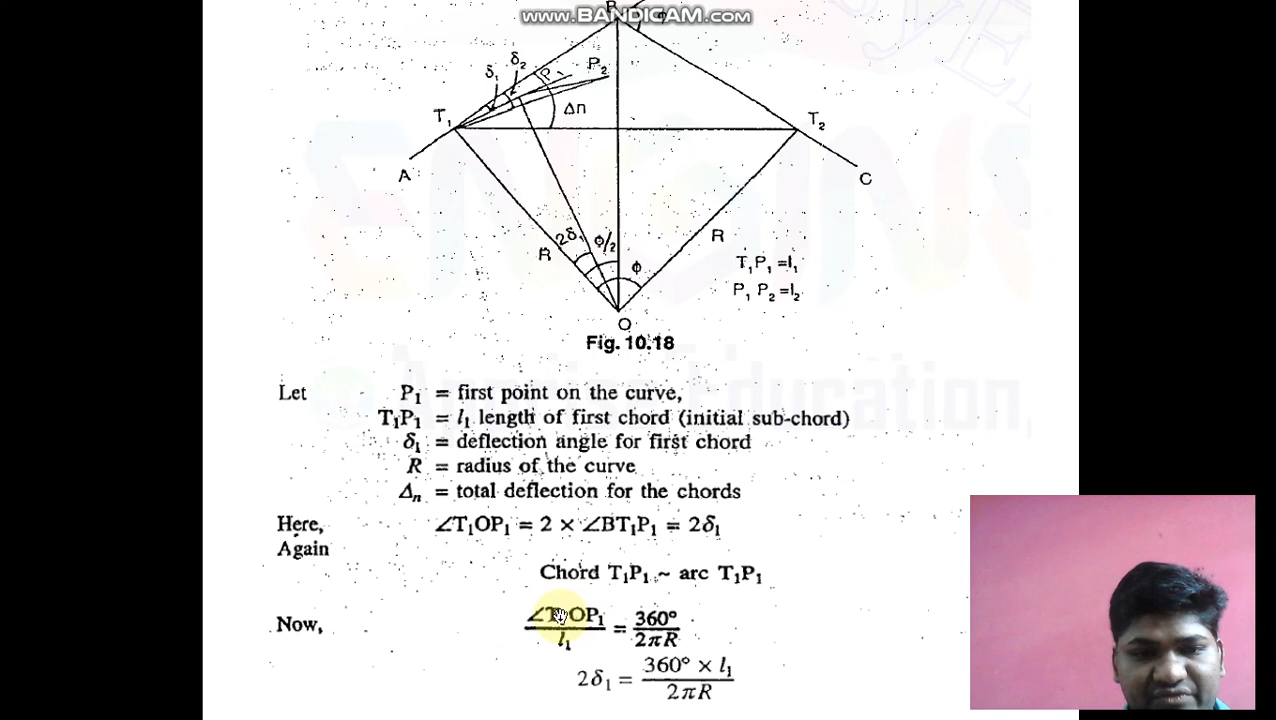 www.BANDICAM.com
B
δ₁ δ₂ P₁ P₂
T₁ Δn T₂
A C
2δ₁ φ/2 R
R φ
T₁P₁ = l₁
P₁ P₂ = l₂
O
Fig. 10.18
Let P₁ = first point on the curve,
T₁P₁ = l₁ length of first chord (initial sub-chord)
δ₁ = deflection angle for first chord
R = radius of the curve
Δₙ = total deflection for the chords
Here, ∠T₁OP₁ = 2 × ∠BT₁P₁ = 2δ₁
Again
Chord T₁P₁ ~ arc T₁P₁
Now, ∠T₁OP₁/l₁ = 360°/2πR
2δ₁ = 360° × l₁/2πR